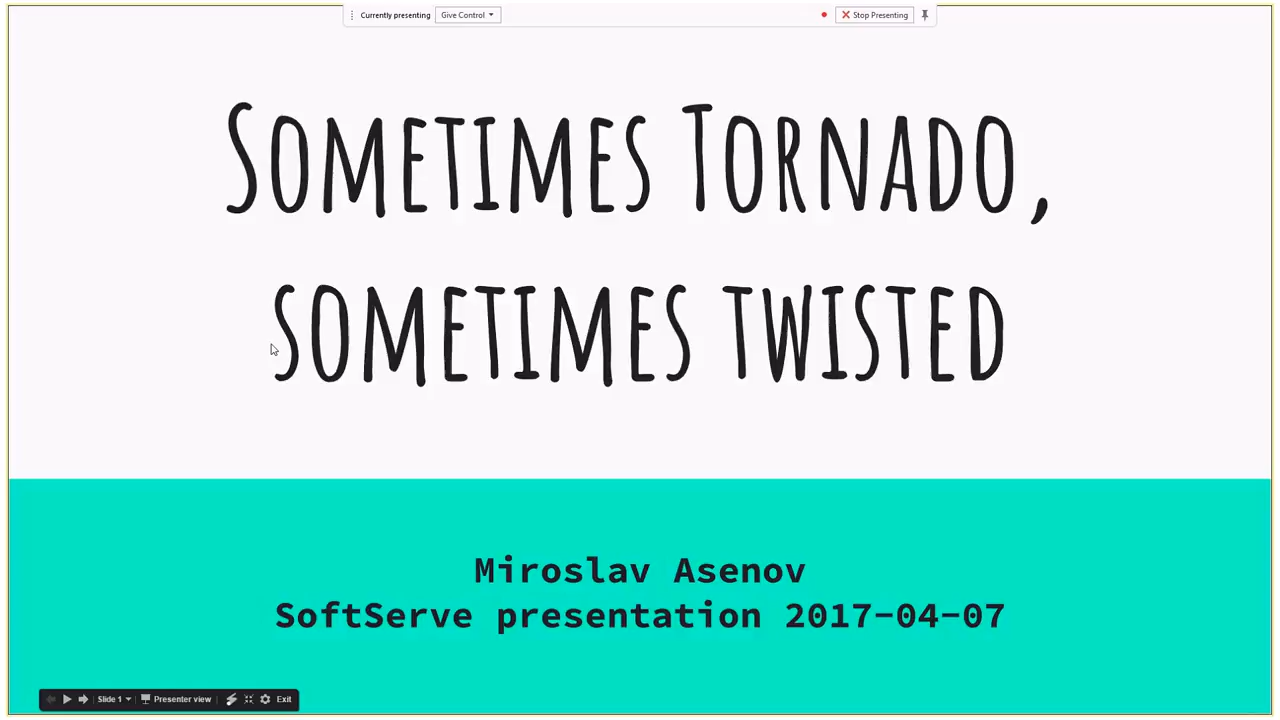 Currently presenting Give Control Stop Presenting
Sometimes Tornado,
sometimes twisted
Miroslav Asenov
SoftServe presentation 2017-04-07
Slide 1 Presenter view Exit